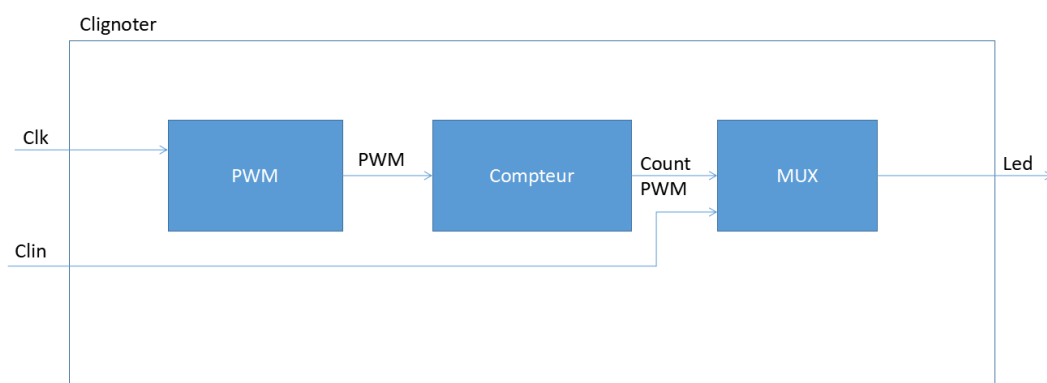 Clignoter
Clk
PWM
PWM
Compteur
Count
PWM
MUX
Led
Clin